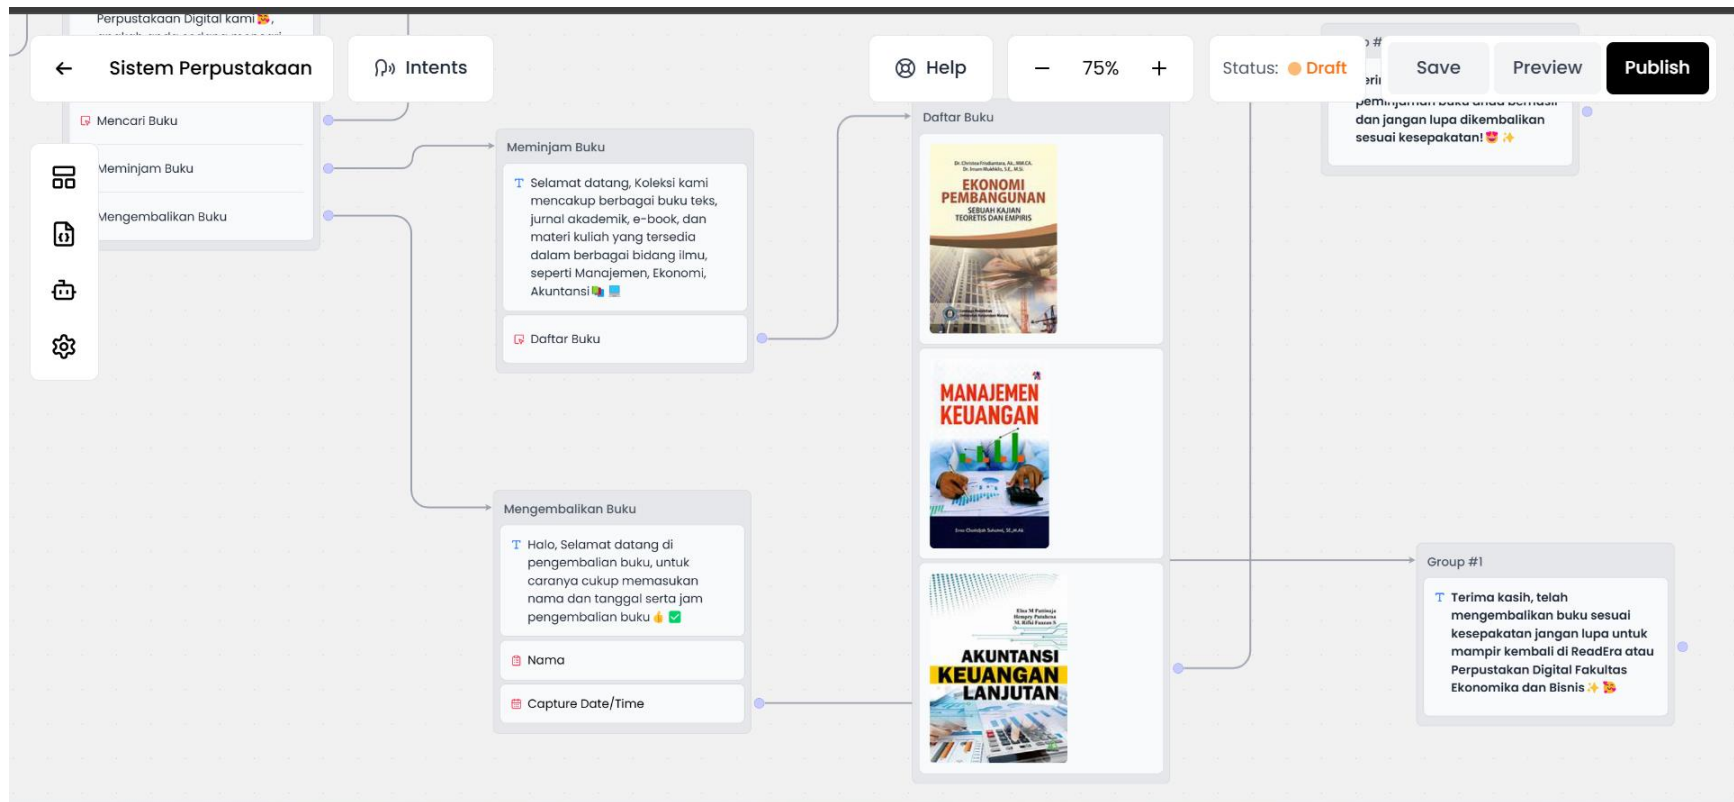 Perpustakaan Digital kami🥰,
Sistem Perpustakaan
Intents
Mencari Buku
Meminjam Buku
Mengembalikan Buku
Help
— 75% +
Status: Draft
Save
Preview
Publish
Meminjam Buku
Selamat datang, Koleksi kami
mencakup berbagai buku teks,
jurnal akademik, e-book, dan
materi kuliah yang tersedia
dalam berbagai bidang ilmu,
seperti Manajemen, Ekonomi,
Akuntansi📚 💻
Daftar Buku
Mengembalikan Buku
Halo, Selamat datang di
pengembalian buku, untuk
caranya cukup memasukan
nama dan tanggal serta jam
pengembalian buku👍 ✅
Nama
Capture Date/Time
Daftar Buku
EKONOMI
PEMBANGUNAN
SEBUAH KAJIAN
TEORETIS DAN EMPIRIS
MANAJEMEN
KEUANGAN
AKUNTANSI
KEUANGAN
LANJUTAN
peminjaman buku anda berhasil
dan jangan lupa dikembalikan
sesuai kesepakatan!😍 ✨
Group #1
Terima kasih, telah
mengembalikan buku sesuai
kesepakatan jangan lupa untuk
mampir kembali di ReadEra atau
Perpustakan Digital Fakultas
Ekonomika dan Bisnis✨ 🥰